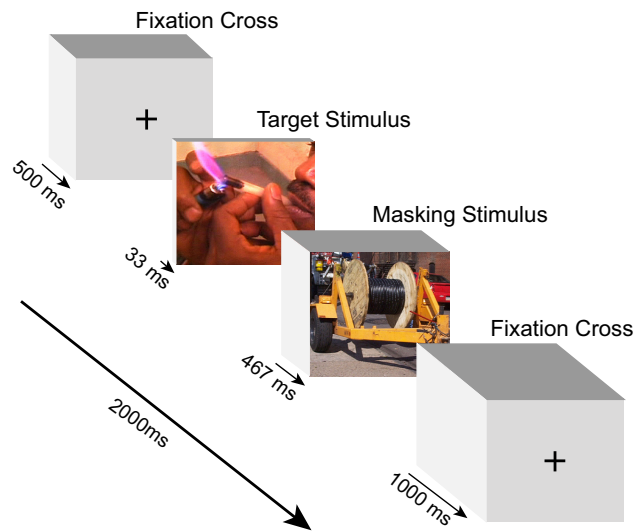 Fixation Cross
500 ms
Target Stimulus
33 ms
Masking Stimulus
467 ms
Fixation Cross
1000 ms
2000ms